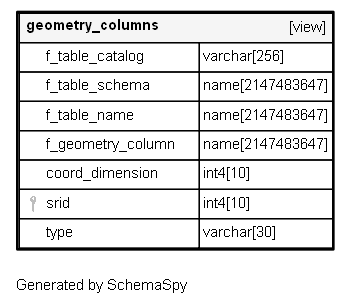 geometry_columns [view]
f_table_catalog varchar[256]
f_table_schema name[2147483647]
f_table_name name[2147483647]
f_geometry_column name[2147483647]
coord_dimension int4[10]
srid int4[10]
type varchar[30]
Generated by SchemaSpy